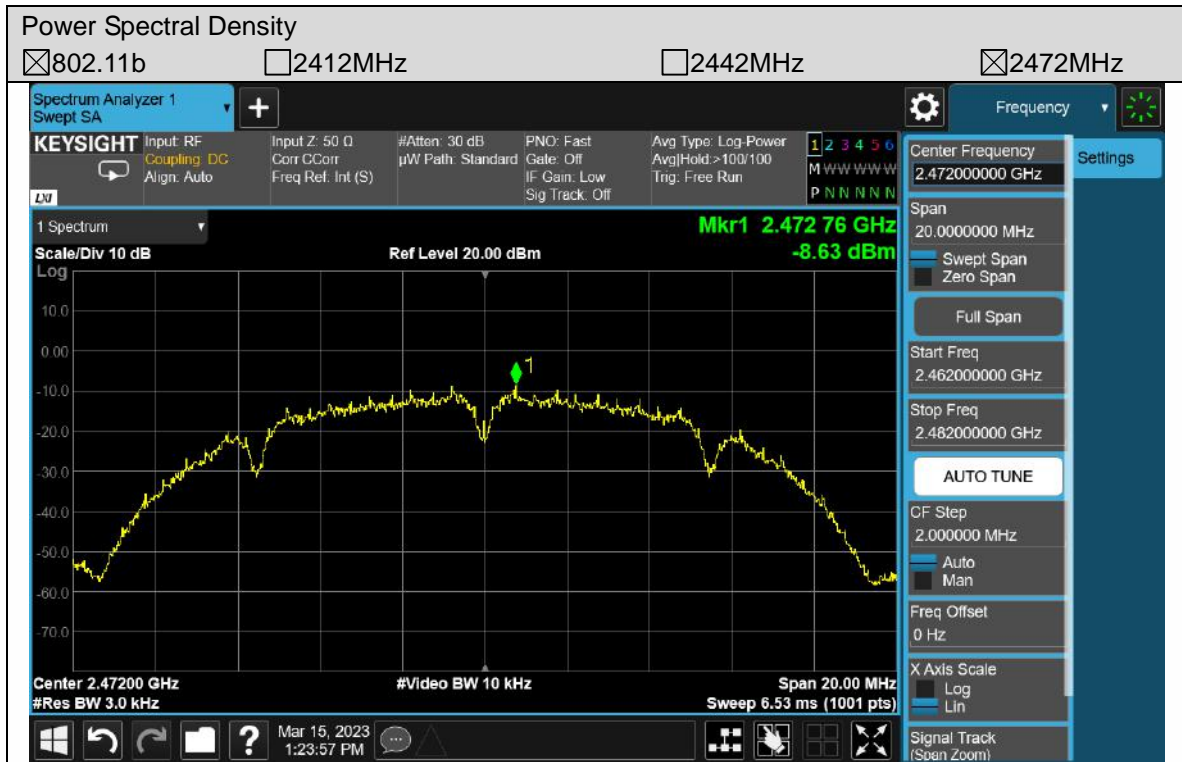 Power Spectral Density
☒802.11b ☐2412MHz ☐2442MHz ☒2472MHz
Spectrum Analyzer 1
Swept SA
+
Frequency
KEYSIGHT
LXI
Input: RF
Coupling: DC
Align: Auto
Input Z: 50 Ω
Corr CCorr
Freq Ref: Int (S)
#Atten: 30 dB
µW Path: Standard
PNO: Fast
Gate: Off
IF Gain: Low
Sig Track: Off
Avg Type: Log-Power
Avg|Hold:>100/100
Trig: Free Run
1 2 3 4 5 6
M W W W W W
P N N N N N
1 Spectrum
Mkr1 2.472 76 GHz
Scale/Div 10 dB
Ref Level 20.00 dBm
-8.63 dBm
Log
10.0
0.00
-10.0
-20.0
-30.0
-40.0
-50.0
-60.0
-70.0
1
Center 2.47200 GHz
#Video BW 10 kHz
Span 20.00 MHz
#Res BW 3.0 kHz
Sweep 6.53 ms (1001 pts)
?
Mar 15, 2023
1:23:57 PM
Center Frequency
2.472000000 GHz
Settings
Span
20.0000000 MHz
Swept Span
Zero Span
Full Span
Start Freq
2.462000000 GHz
Stop Freq
2.482000000 GHz
AUTO TUNE
CF Step
2.000000 MHz
Auto
Man
Freq Offset
0 Hz
X Axis Scale
Log
Lin
Signal Track
(Span Zoom)